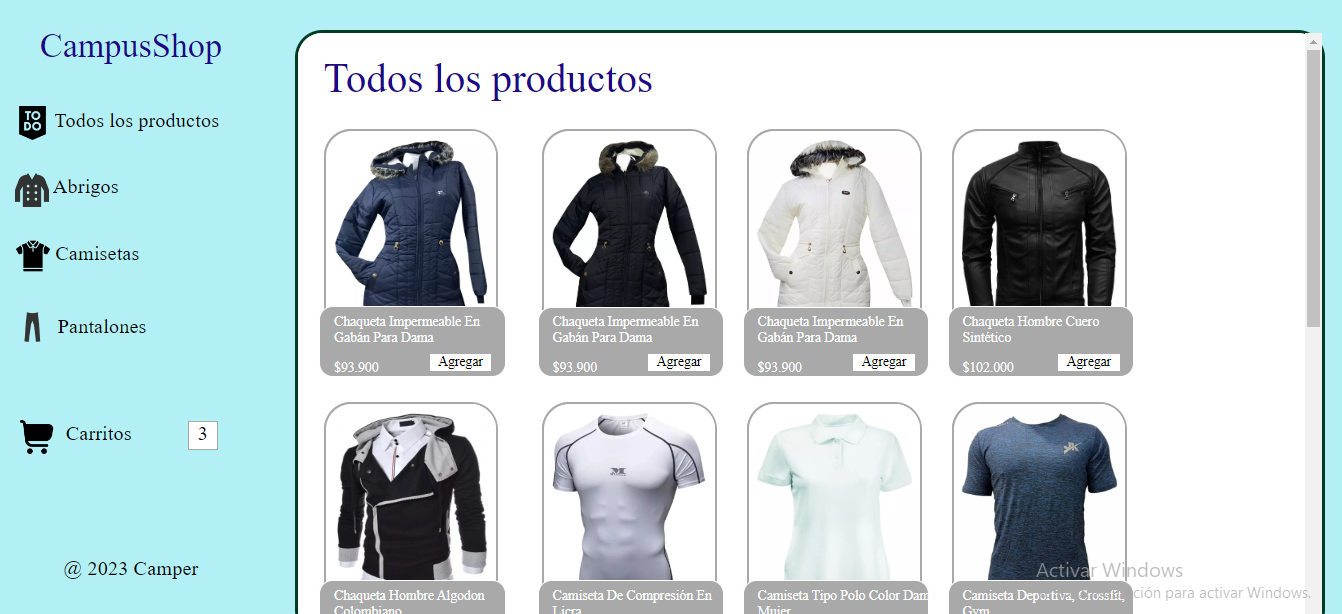 CampusShop
TO
DO
Todos los productos
Abrigos
Camisetas
Pantalones
Carritos
3
@ 2023 Camper
Todos los productos
Chaqueta Impermeable En
Gabán Para Dama
$93.900
Agregar
Chaqueta Impermeable En
Gabán Para Dama
$93.900
Agregar
Chaqueta Impermeable En
Gabán Para Dama
$93.900
Agregar
Chaqueta Hombre Cuero
Sintético
$102.000
Agregar
Chaqueta Hombre Algodon
Colombiano
Camiseta De Compresión En
Licra
Camiseta Tipo Polo Color Dam
Mujer
Camiseta Deportiva, Crossfit,
Gym
Activar Windows
ción para activar Windows.